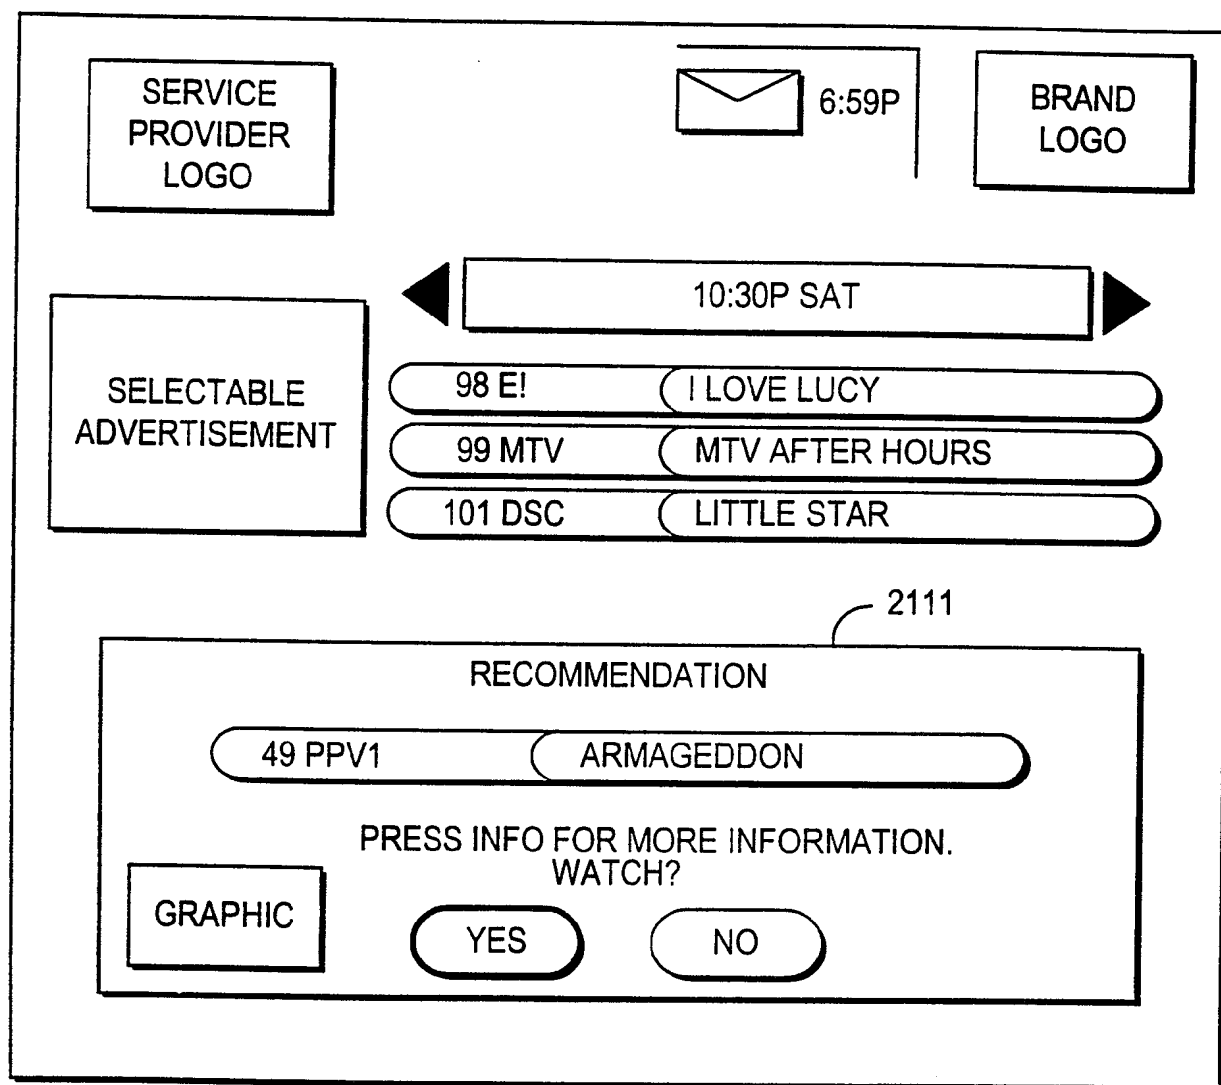 SERVICE
PROVIDER
LOGO
6:59P
BRAND
LOGO
10:30P SAT
SELECTABLE
ADVERTISEMENT
98 E! I LOVE LUCY
99 MTV MTV AFTER HOURS
101 DSC LITTLE STAR
2111
RECOMMENDATION
49 PPV1 ARMAGEDDON
PRESS INFO FOR MORE INFORMATION.
WATCH?
GRAPHIC
YES NO